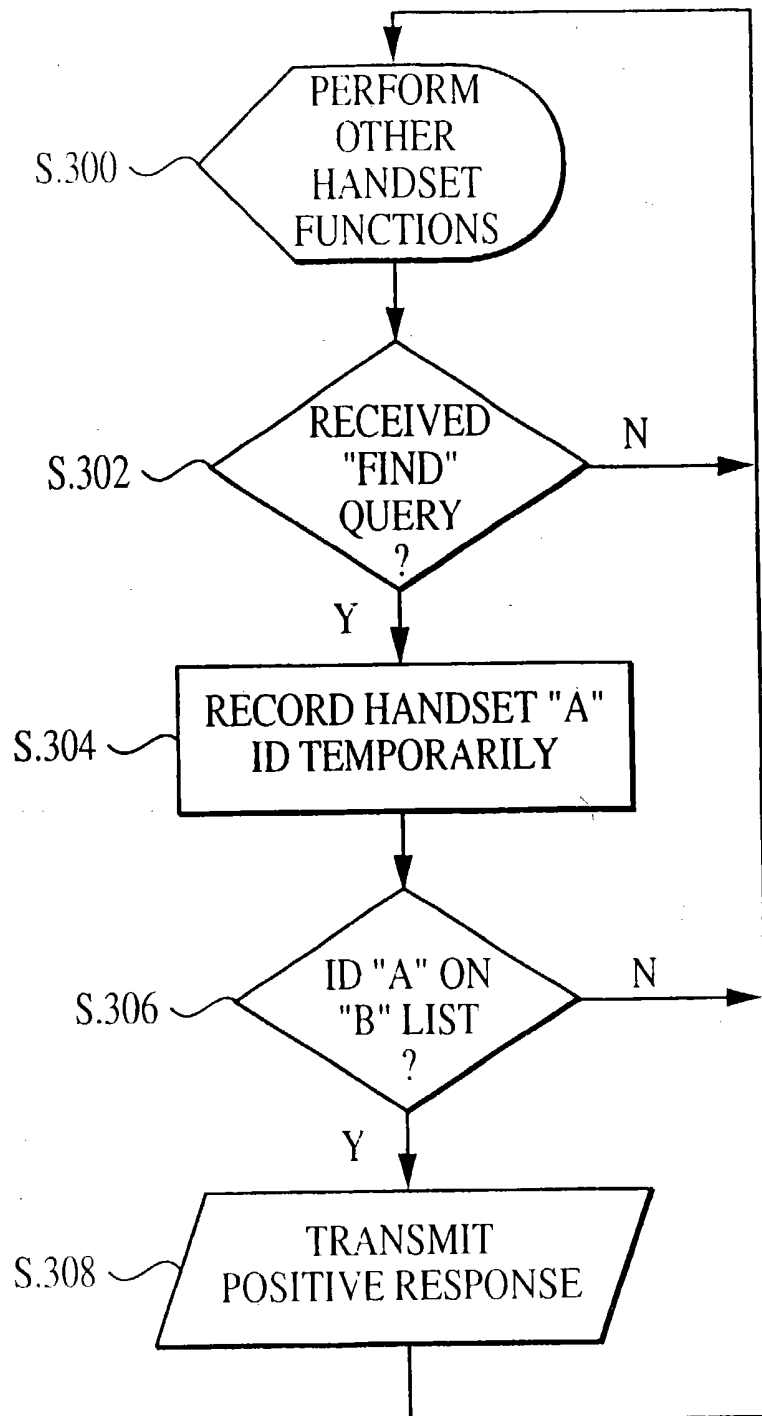 PERFORM
OTHER
HANDSET
FUNCTIONS
S.300
RECEIVED
"FIND"
QUERY
?
S.302
N
Y
RECORD HANDSET "A"
ID TEMPORARILY
S.304
ID "A" ON
"B" LIST
?
S.306
N
Y
TRANSMIT
POSITIVE RESPONSE
S.308